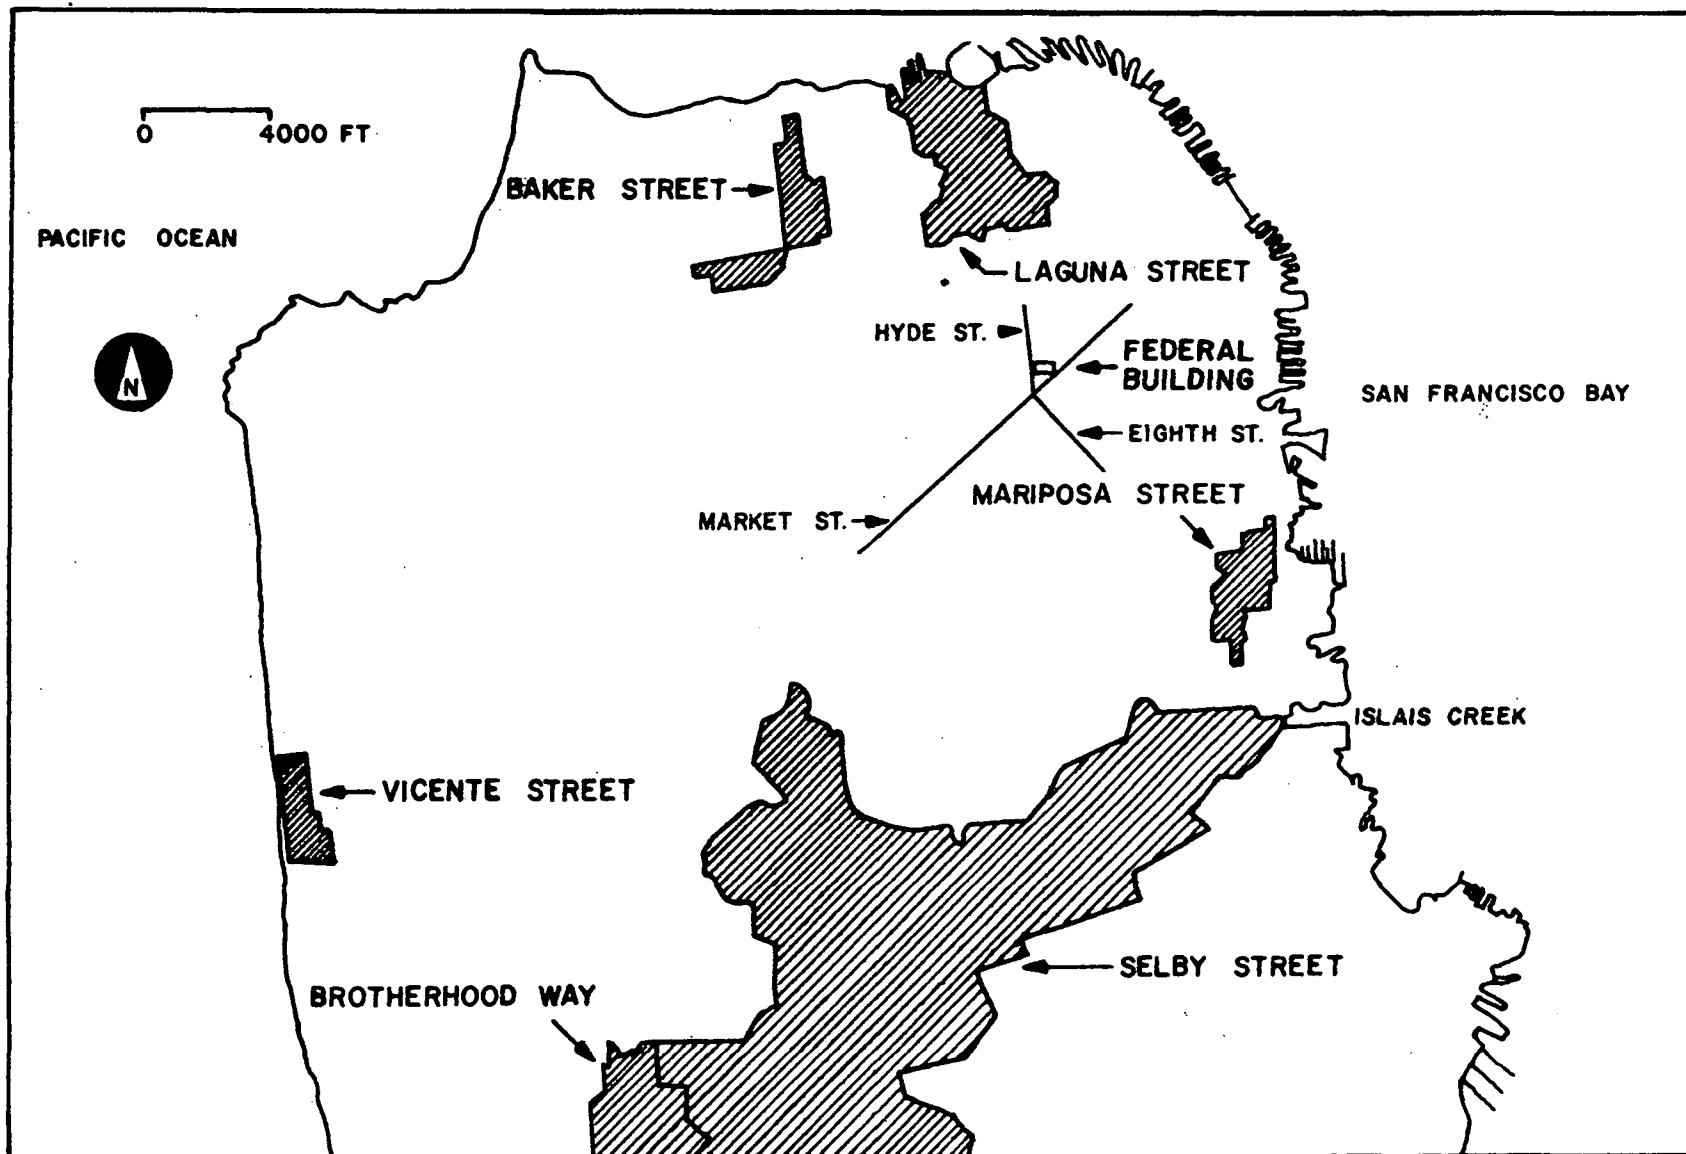 0 4000 FT
BAKER STREET
PACIFIC OCEAN
LAGUNA STREET
HYDE ST.
FEDERAL
BUILDING
N
SAN FRANCISCO BAY
EIGHTH ST.
MARIPOSA STREET
MARKET ST.
ISLAIS CREEK
VICENTE STREET
SELBY STREET
BROTHERHOOD WAY